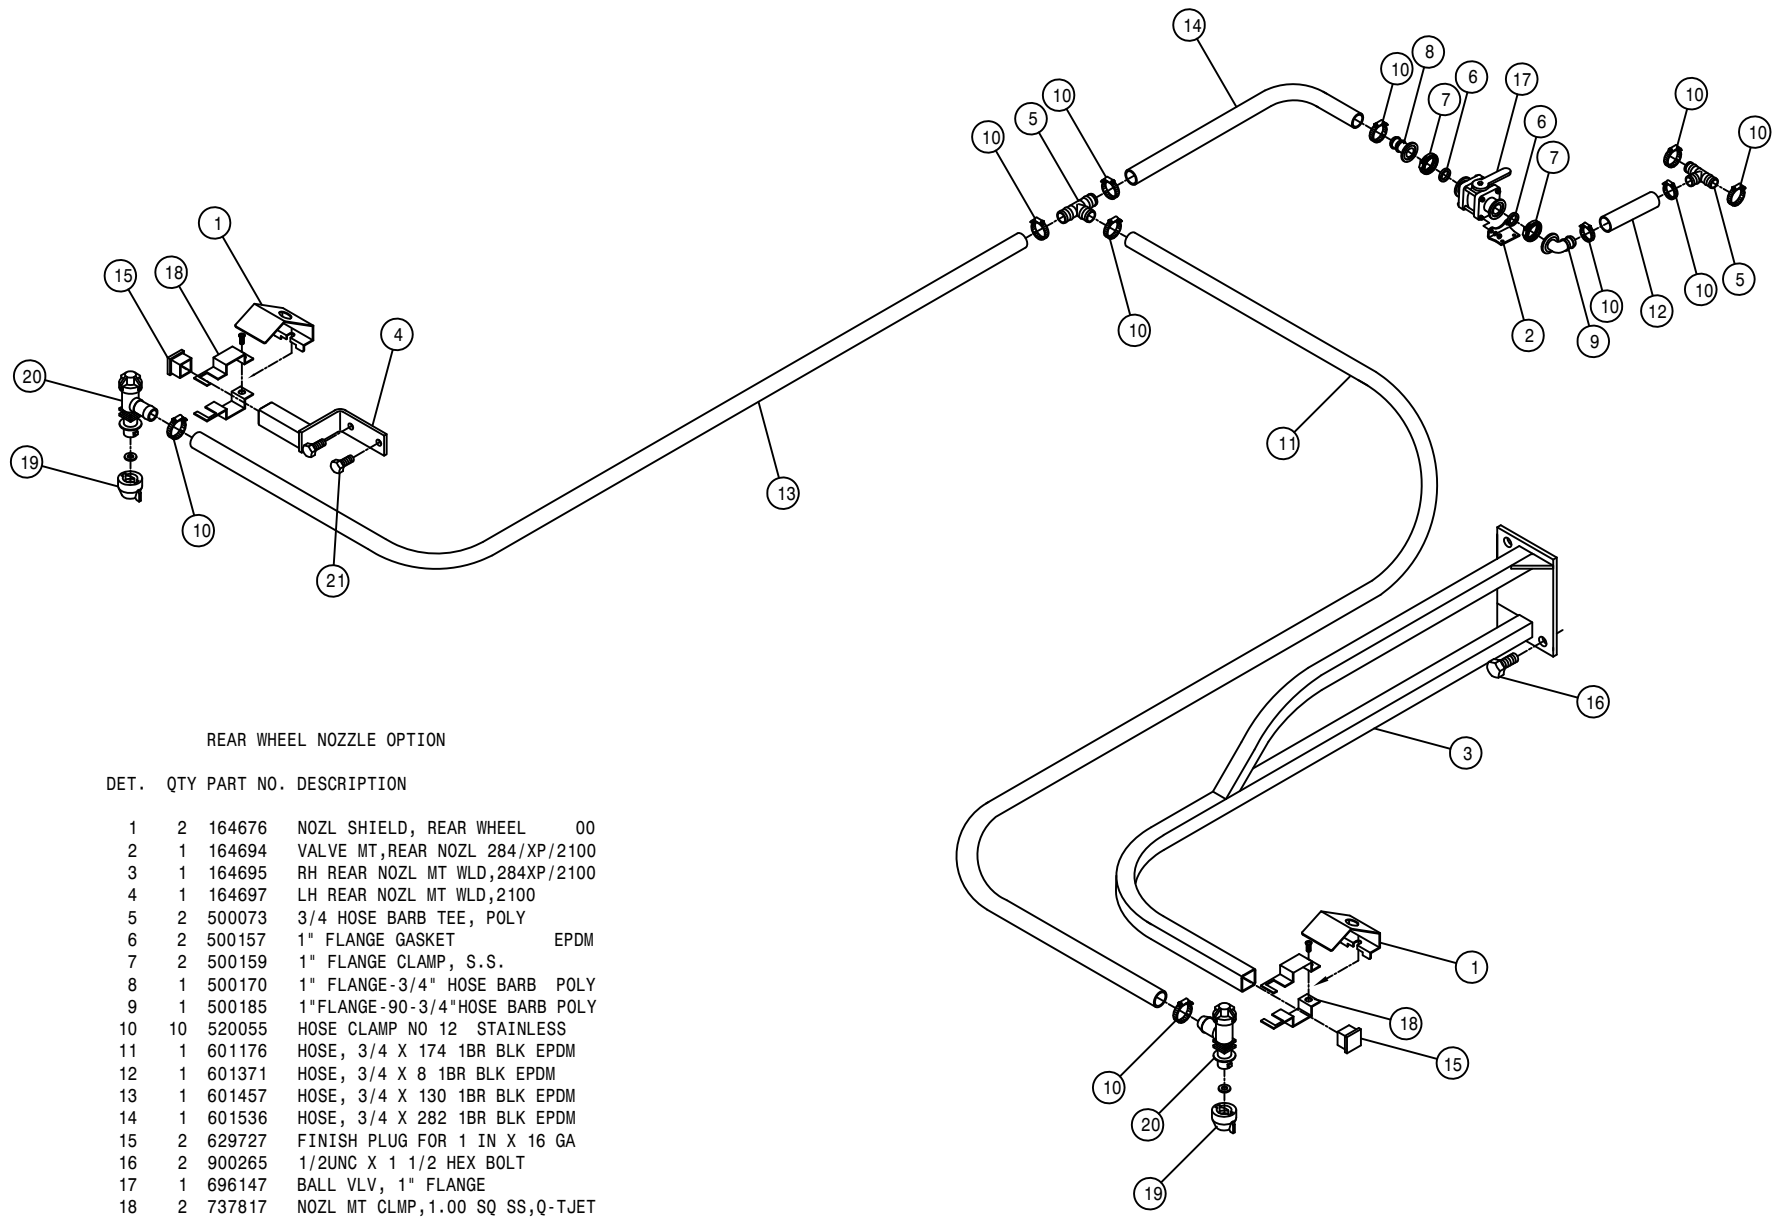 14
8
10
6
17
10
7
10
5
10
6
10
7
10
1
15
18
4
10
10
10
5
12
9
2
20
11
19
13
10
21
16
3
REAR WHEEL NOZZLE OPTION
DET. QTY PART NO. DESCRIPTION
1 2 164676 NOZL SHIELD, REAR WHEEL 00
2 1 164694 VALVE MT,REAR NOZL 284/XP/2100
3 1 164695 RH REAR NOZL MT WLD,284XP/2100
4 1 164697 LH REAR NOZL MT WLD,2100
5 2 500073 3/4 HOSE BARB TEE, POLY
6 2 500157 1" FLANGE GASKET EPDM
7 2 500159 1" FLANGE CLAMP, S.S.
8 1 500170 1" FLANGE-3/4" HOSE BARB POLY
9 1 500185 1"FLANGE-90-3/4"HOSE BARB POLY
10 10 520055 HOSE CLAMP NO 12 STAINLESS
11 1 601176 HOSE, 3/4 X 174 1BR BLK EPDM
12 1 601371 HOSE, 3/4 X 8 1BR BLK EPDM
13 1 601457 HOSE, 3/4 X 130 1BR BLK EPDM
14 1 601536 HOSE, 3/4 X 282 1BR BLK EPDM
15 2 629727 FINISH PLUG FOR 1 IN X 16 GA
16 2 900265 1/2UNC X 1 1/2 HEX BOLT
17 1 696147 BALL VLV, 1" FLANGE
18 2 737817 NOZL MT CLMP,1.00 SQ SS,Q-TJET
1
18
15
10
20
19